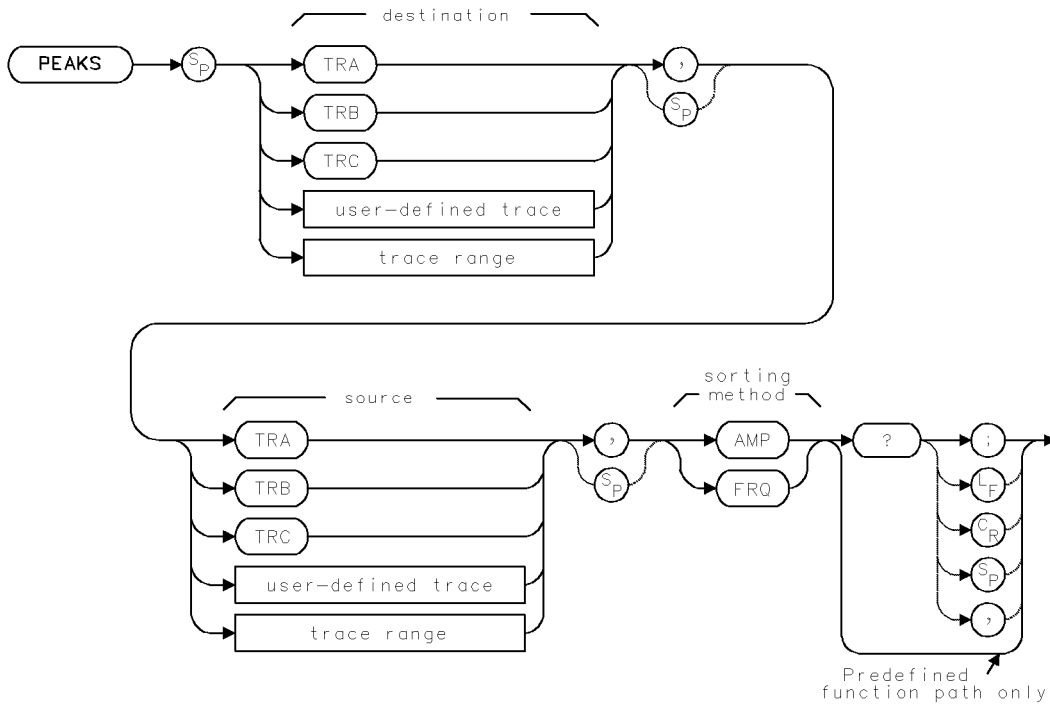 destination
PEAKS
SP
TRA
,
TRB
SP
TRC
user-defined trace
trace range
sorting
method
source
TRA
,
AMP
?
;
TRB
SP
FRQ
LF
TRC
CR
user-defined trace
SP
trace range
,
Predefined
function path only